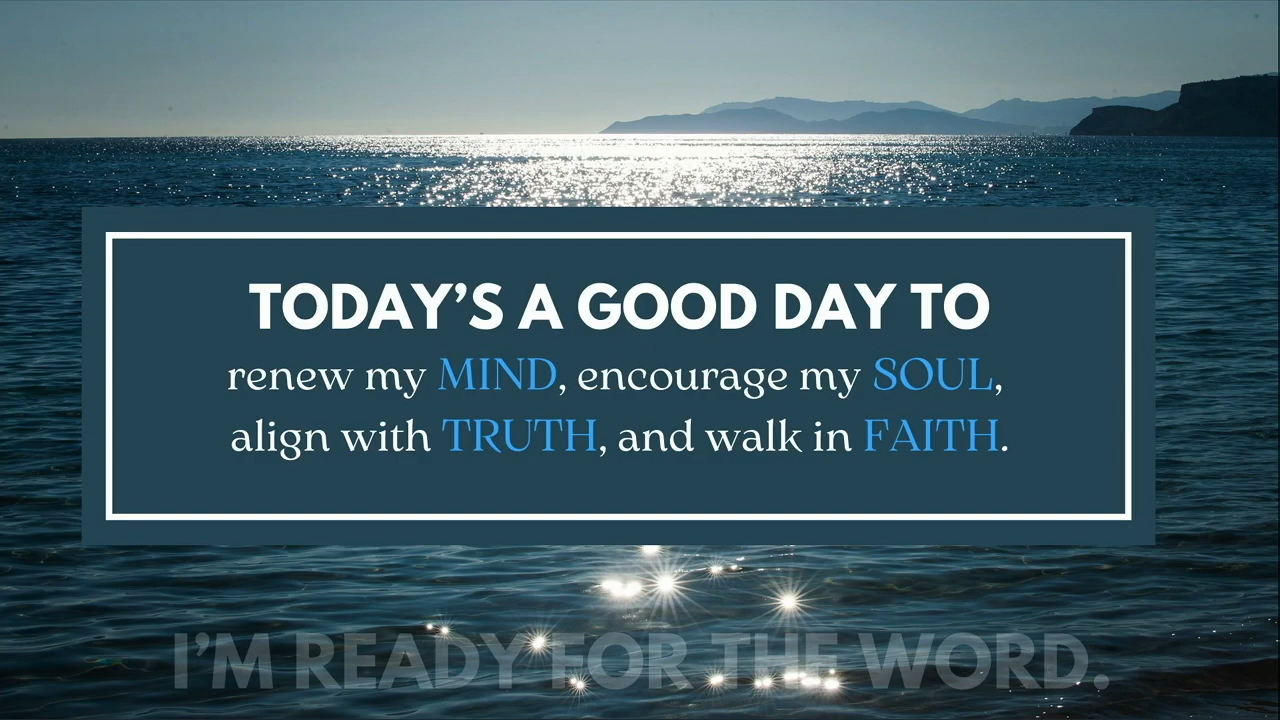 TODAY’S A GOOD DAY TO
renew my MIND, encourage my SOUL,
align with TRUTH, and walk in FAITH.
I’M READY FOR THE WORD.